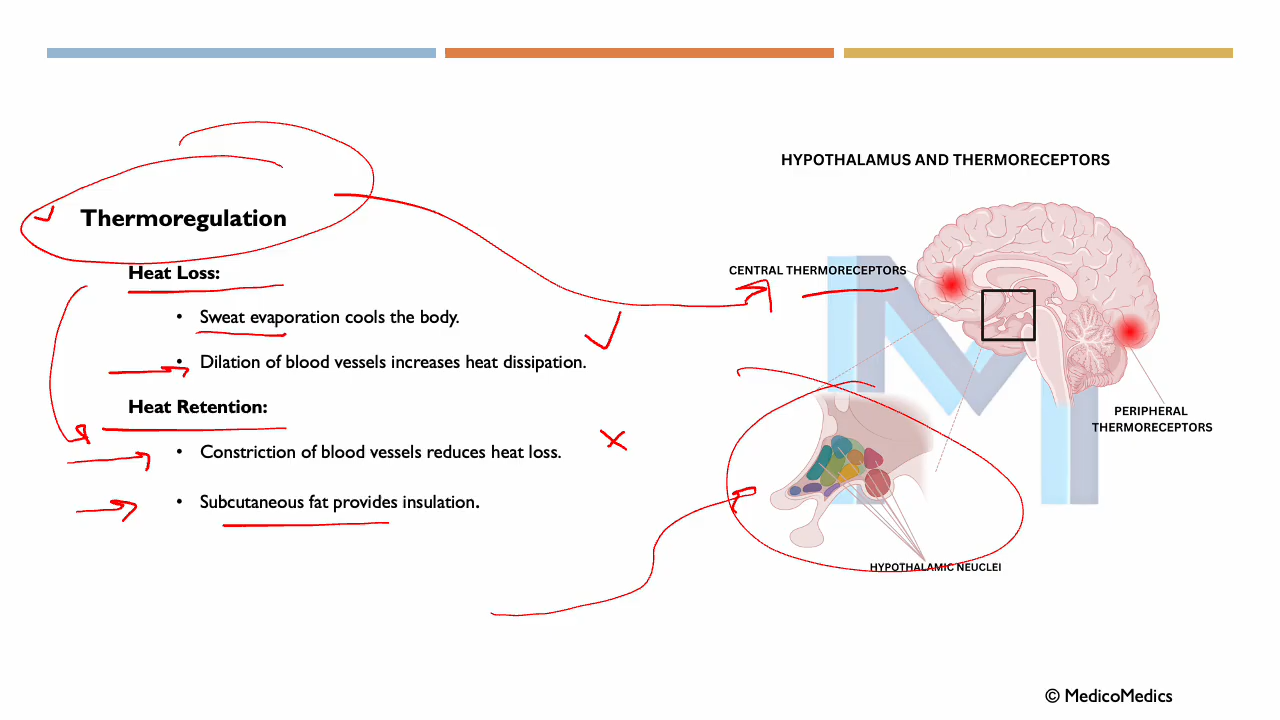 Thermoregulation
Heat Loss:
• Sweat evaporation cools the body.
• Dilation of blood vessels increases heat dissipation.
Heat Retention:
• Constriction of blood vessels reduces heat loss.
• Subcutaneous fat provides insulation.
HYPOTHALAMUS AND THERMORECEPTORS
CENTRAL THERMORECEPTORS
PERIPHERAL
THERMORECEPTORS
HYPOTHALAMIC NEUCLEI
© MedicoMedics